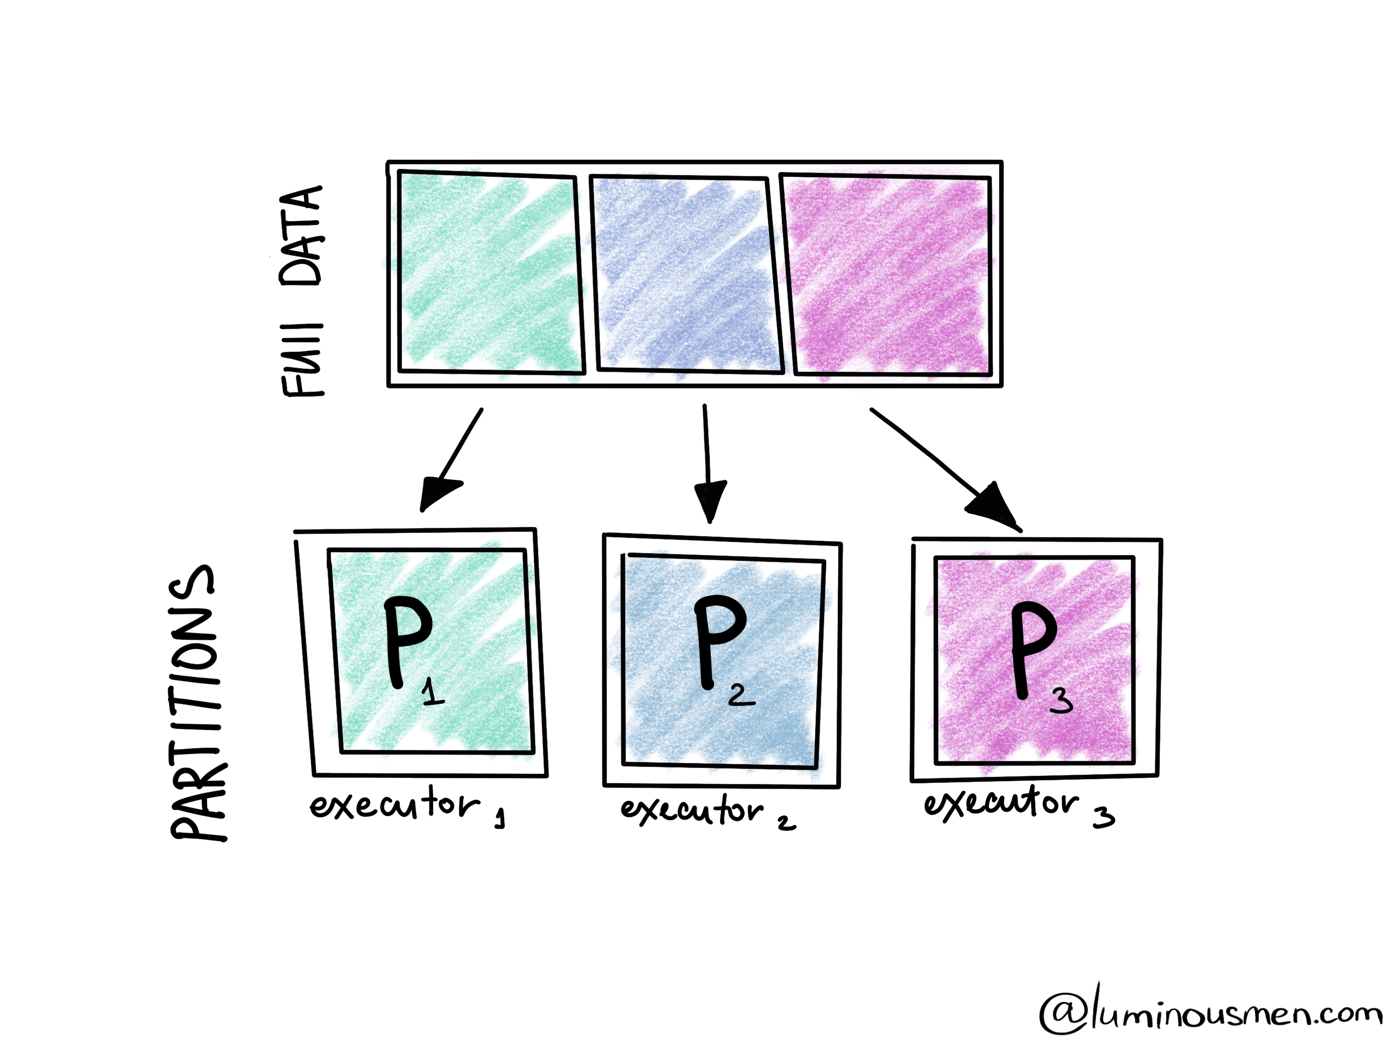 Full DATA
PARTITIONS
P1
P2
P3
executor 1
executor 2
executor 3
@luminousmen.com